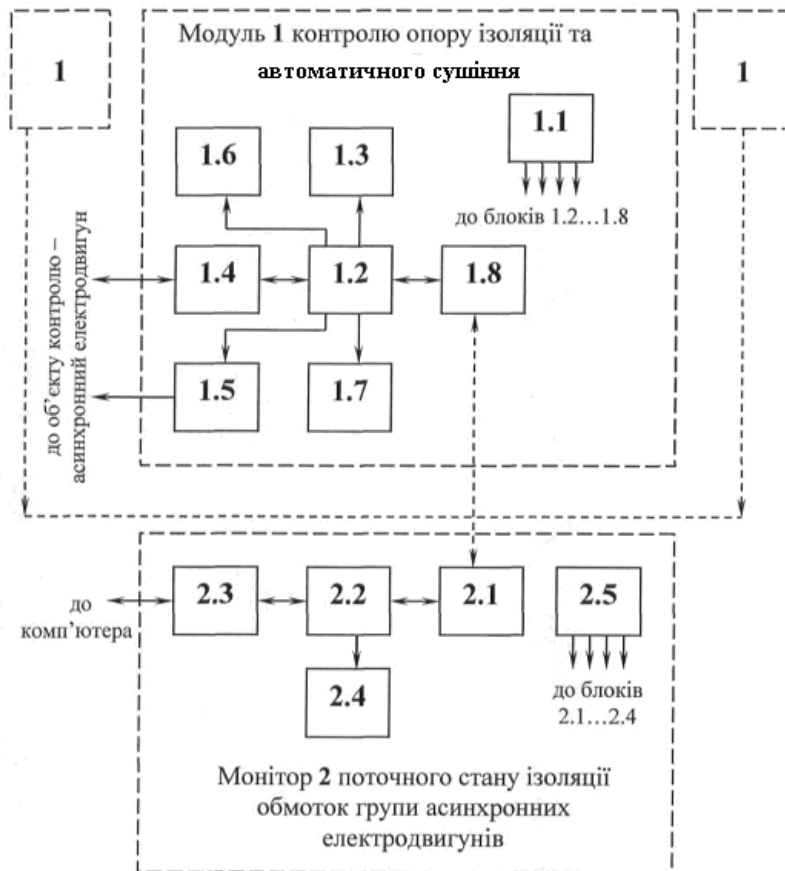 Модуль 1 контролю опору ізоляції та
автоматичного сушіння
1
1
1.1
до блоків 1.2...1.8
1.6
1.3
1.4
1.2
1.8
1.5
1.7
до об’єкту контролю –
асинхронний електродвигун
2.3
2.2
2.1
2.5
до
комп’ютера
2.4
до блоків
2.1...2.4
Монітор 2 поточного стану ізоляції
обмоток групи асинхронних
електродвигунів